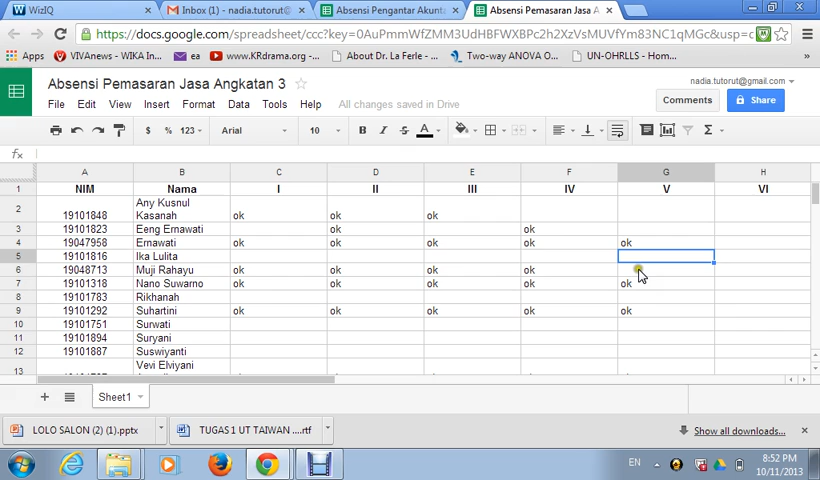 WizIQ
Inbox (1) - nadia.tutorut@
Absensi Pengantar Akunta
Absensi Pemasaran Jasa A
https://docs.google.com/spreadsheet/ccc?key=0AuPmmWfZMM3UdHBFWXBPc2h2XzVsMUVfYm83NC1qMGc&usp=c
Apps
VIVAnews - WIKA In...
ea
www.KRdrama.org -...
About Dr. La Ferle - ...
Two-way ANOVA O...
UN-OHRLLS - Hom...
Absensi Pemasaran Jasa Angkatan 3
nadia.tutorut@gmail.com
File Edit View Insert Format Data Tools Help All changes saved in Drive
Comments
Share
$ % 123 Arial 10 B I S A Σ
fx
A B C D E F G H
1 NIM Nama I II III IV V VI
2 19101848 Any Kusnul Kasanah ok ok ok
3 19101823 Eeng Ernawati ok ok
4 19047958 Ernawati ok ok ok ok ok
5 19101816 Ika Lulita
6 19048713 Muji Rahayu ok ok ok ok
7 19101318 Nano Suwarno ok ok ok ok ok
8 19101783 Rikhanah
9 19101292 Suhartini ok ok ok ok ok
10 19101751 Surwati
11 19101894 Suryani
12 19101887 Suswiyanti
13 Vevi Elviyani
Sheet1
LOLO SALON (2) (1).pptx
TUGAS 1 UT TAIWAN ....rtf
Show all downloads...
EN
8:52 PM
10/11/2013